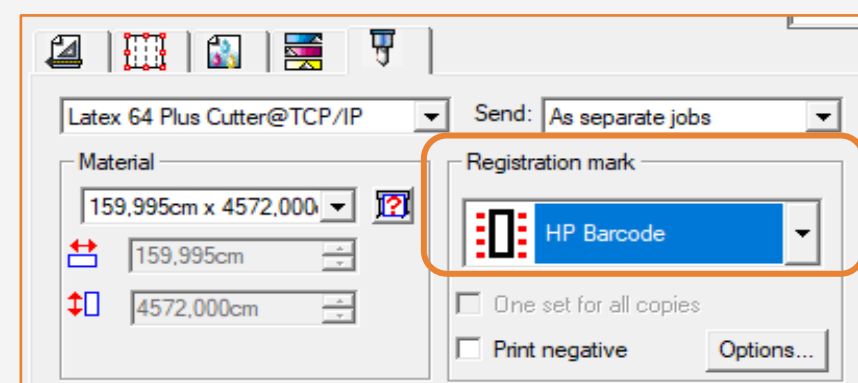 Latex 64 Plus Cutter@TCP/IP Send: As separate jobs
Material Registration mark
159,995cm x 4572,000
HP Barcode
159,995cm
4572,000cm
One set for all copies
Print negative Options...